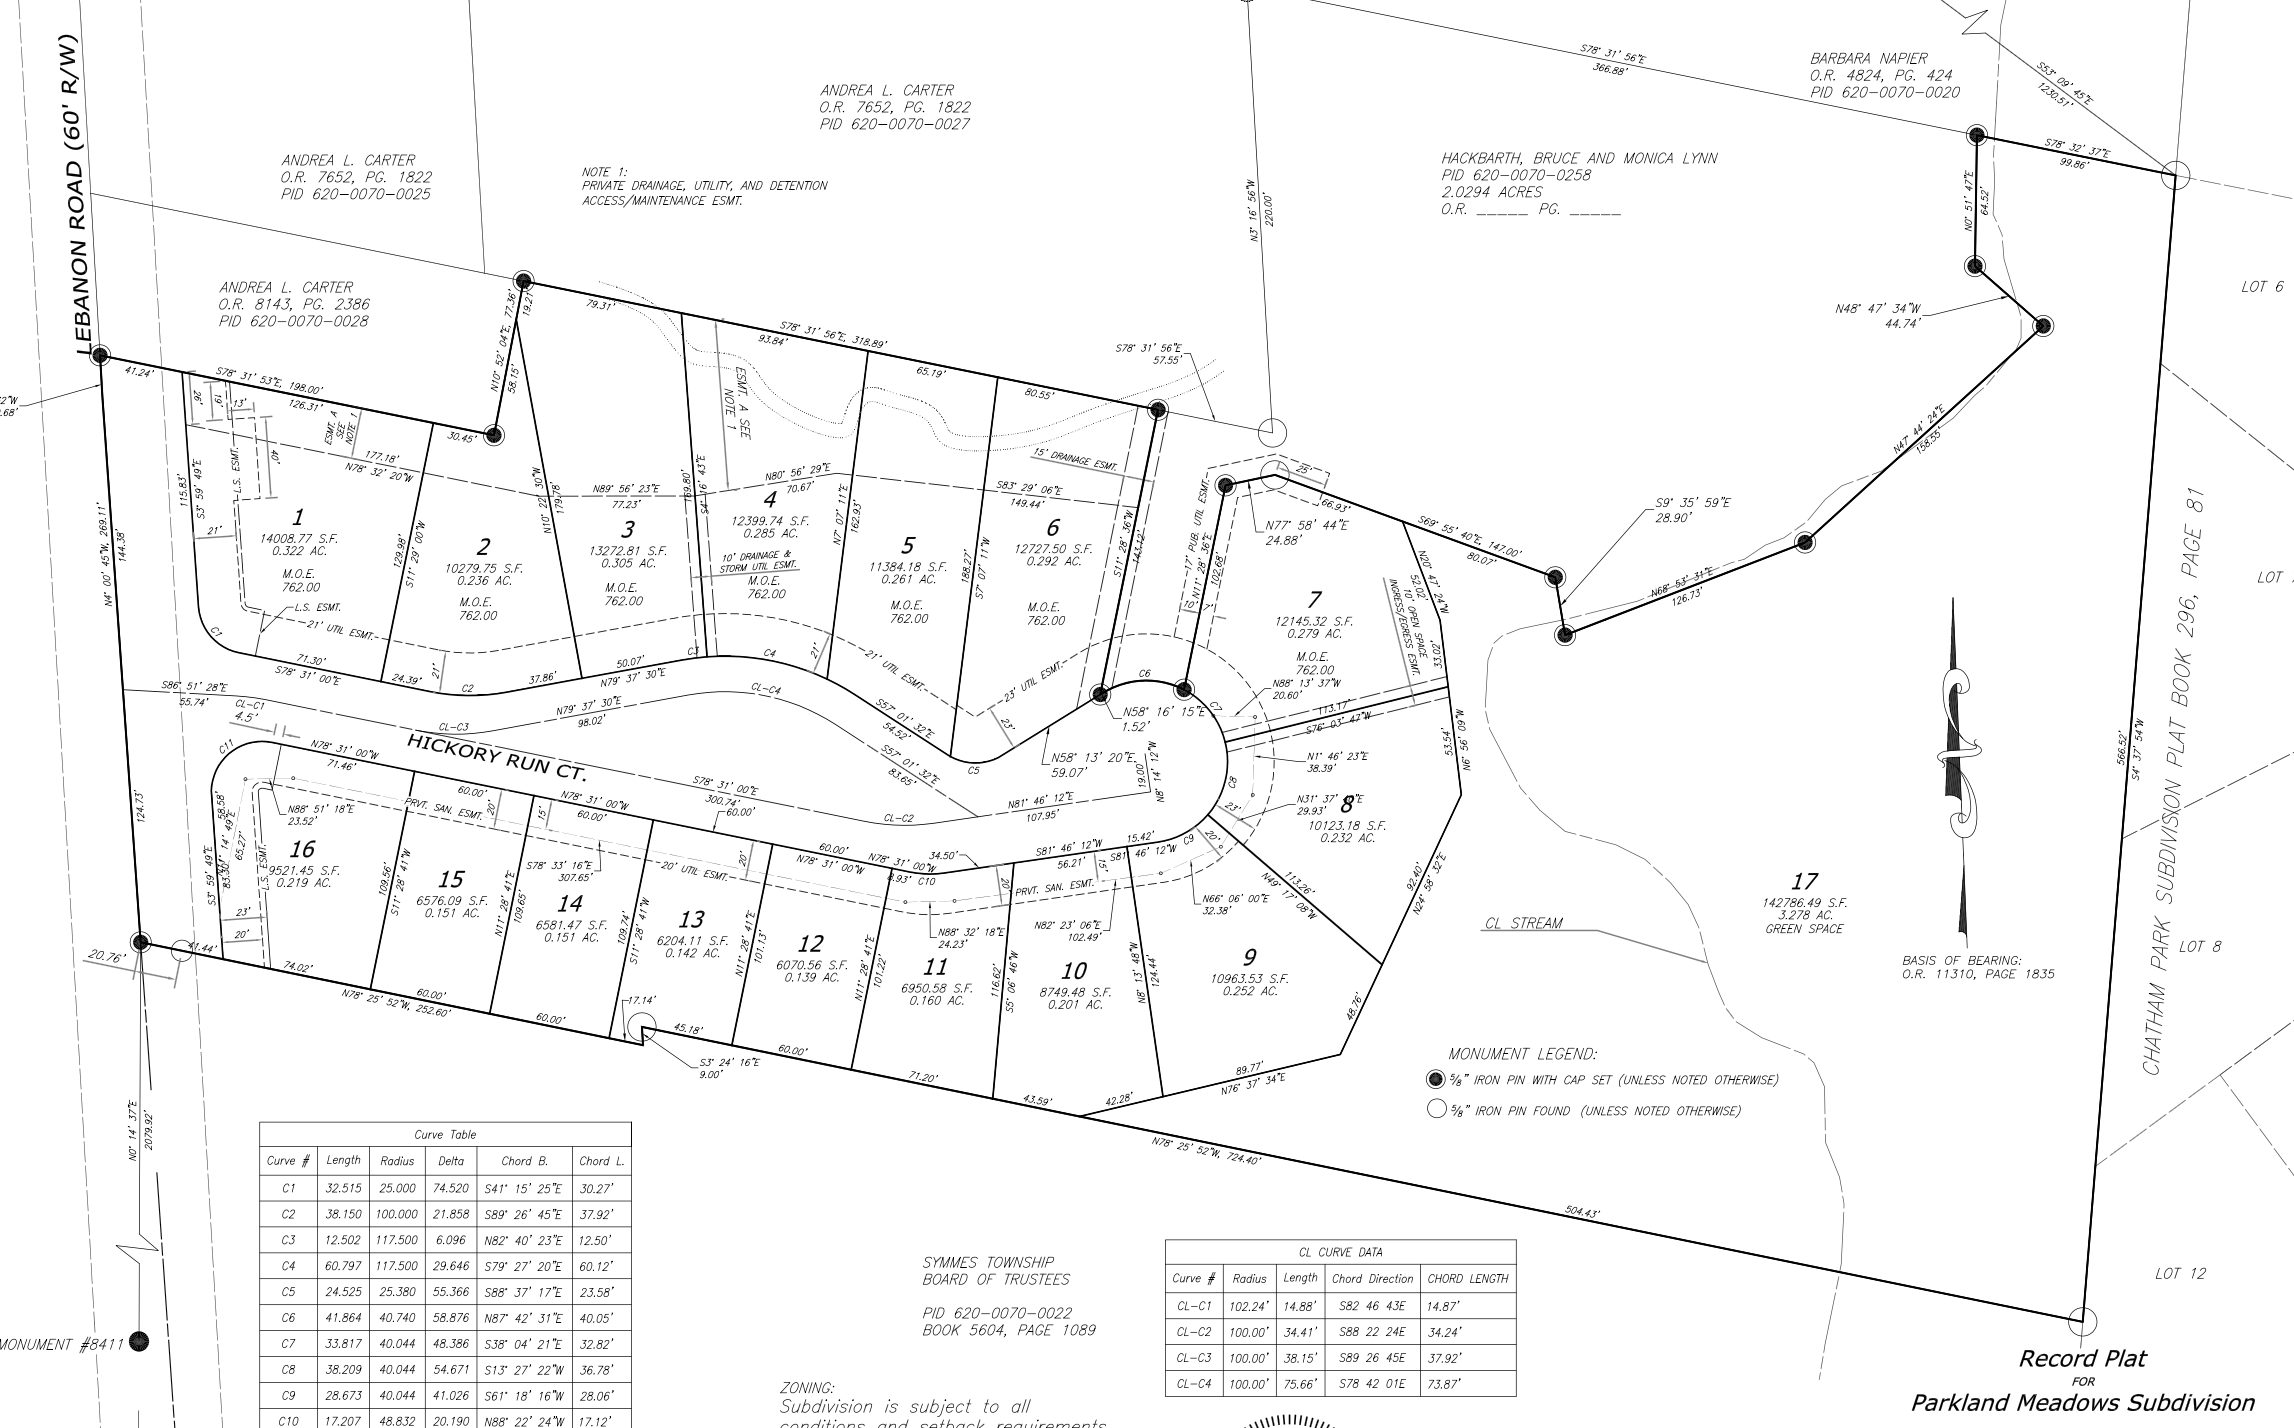 LEBANON ROAD (60' R/W)
ANDREA L. CARTER
O.R. 7652, PG. 1822
PID 620-0070-0025
ANDREA L. CARTER
O.R. 7652, PG. 1822
PID 620-0070-0027
NOTE 1:
PRIVATE DRAINAGE, UTILITY, AND DETENTION
ACCESS/MAINTENANCE ESMT.
ANDREA L. CARTER
O.R. 8143, PG. 2386
PID 620-0070-0028
S78° 31' 56"E
366.88'
BARBARA NAPIER
O.R. 4824, PG. 424
PID 620-0070-0020
S53° 09' 45"E
1230.51'
HACKBARTH, BRUCE AND MONICA LYNN
PID 620-0070-0258
2.0294 ACRES
O.R. _____ PG. _____
N3° 16' 56"W
220.00'
S78° 32' 37"E
99.86'
N0° 51' 47"E
64.52'
N48° 47' 34"W
44.74'
N47° 44' 24"E
158.55'
S9° 35' 59"E
28.90'
N68° 53' 31"E
126.73'
LOT 6
S78° 31' 56"E
57.55'
41.24'
S78° 31' 53"E, 198.00'
126.31'
30.45'
N10° 52' 04"E, 77.36'
19.21'
58.15'
79.31'
S78° 31' 56"E, 318.89'
93.84'
65.19'
80.55'
26'
19'
13'
40'
ESMT. A
SEE
NOTE 1
ESMT. A SEE
NOTE 1
177.18'
N78° 32' 20"W
N89° 56' 23"E
77.23'
N80° 56' 29"E
70.67'
S83° 29' 06"E
149.44'
15' DRAINAGE ESMT.
17' PUB. UTIL ESMT.
25'
66.93'
N77° 58' 44"E
24.88'
S69° 55' 40"E, 147.00'
80.07'
N4° 00' 45"W, 269.11'
144.38'
115.83'
S3° 59' 49"E
L.S. ESMT.
21'
1
14008.77 S.F.
0.322 AC.
M.O.E.
762.00
L.S. ESMT.
21' UTIL ESMT.
129.98'
S11° 29' 00"W
2
10279.75 S.F.
0.236 AC.
M.O.E.
762.00
N10° 22' 30"W
179.78'
3
13272.81 S.F.
0.305 AC.
M.O.E.
762.00
169.80'
S4° 16' 43"E
4
12399.74 S.F.
0.285 AC.
10' DRAINAGE &
STORM UTIL ESMT.
M.O.E.
762.00
N7° 07' 11"E
162.93'
5
11384.18 S.F.
0.261 AC.
M.O.E.
762.00
188.27'
S7° 07' 11"W
6
12727.50 S.F.
0.292 AC.
M.O.E.
762.00
S11° 28' 36"W
143.12'
N11° 28' 36"E
102.68'
10'
7'
7
12145.32 S.F.
0.279 AC.
M.O.E.
762.00
N20° 47' 24"W
52.02'
10' OPEN SPACE
INGRESS/EGRESS ESMT.
33.02'
N88° 13' 37"W
20.60'
113.17'
S76° 03' 47"W
C1
71.30'
S78° 31' 00"E
24.39'
21'
C2
37.86'
50.07'
N79° 37' 30"E
C3
C4
21'
21' UTIL ESMT.
S57° 01' 32"E
54.52'
23' UTIL ESMT.
23'
C5
C6
C7
N58° 16' 15"E
1.52'
N58° 13' 20"E
59.07'
S86° 51' 28"E
55.74'
CL-C1
4.5'
CL-C3
N79° 37' 30"E
98.02'
CL-C4
HICKORY RUN CT.
S57° 01' 32"E
83.65'
S78° 31' 00"E
300.74'
CL-C2
N81° 46' 12"E
107.95'
19.00'
N8° 14' 12"W
N1° 46' 23"E
38.39'
C8
53.54'
N6° 56' 09"W
8
10123.18 S.F.
0.232 AC.
29.93'
23'
20'
C9
C11
N78° 31' 00"W
71.46'
N88° 51' 18"E
23.52'
PRVT. SAN. ESMT.
60.00'
20'
N78° 31' 00"W
60.00'
15'
60.00'
N78° 31' 00"W
60.00'
N78° 31' 00"W
8.93'
C10
34.50'
S81° 46' 12"W
56.21'
15.42'
S81° 46' 12"W
124.73'
58.58'
65.27'
S3° 59' 49"E
83.30'
L.S. ESMT.
16
9521.45 S.F.
0.219 AC.
23'
20'
109.56'
S11° 28' 41"W
15
6576.09 S.F.
0.151 AC.
N11° 28' 41"E
109.65'
S78° 33' 16"E
307.65'
14
6581.47 S.F.
0.151 AC.
109.74'
S11° 28' 41"W
20' UTIL ESMT.
20'
13
6204.11 S.F.
0.142 AC.
N11° 28' 41"E
101.13'
12
6070.56 S.F.
0.139 AC.
N11° 28' 41"E
101.22'
N88° 32' 18"E
24.23'
11
6950.58 S.F.
0.160 AC.
20'
15'
PRVT. SAN. ESMT.
116.62'
S5° 06' 46"W
N82° 23' 06"E
102.49'
10
8749.48 S.F.
0.201 AC.
N8° 13' 48"W
124.44'
N66° 06' 00"E
32.38'
9
10963.53 S.F.
0.252 AC.
113.26'
N49° 17' 08"W
92.40'
N24° 58' 32"E
48.76'
89.77'
N76° 37' 34"E
42.28'
CL STREAM
17
142786.49 S.F.
3.278 AC.
GREEN SPACE
BASIS OF BEARING:
O.R. 11310, PAGE 1835
566.52'
S4° 37' 54"W
CHATHAM PARK SUBDIVISION PLAT BOOK 296, PAGE 81
LOT 8
20.76'
41.44'
74.02'
N78° 25' 52"W, 252.60'
60.00'
60.00'
17.14'
S3° 24' 16"E
9.00'
45.18'
60.00'
71.20'
43.59'
N78° 25' 52"W, 724.40'
504.43'
MONUMENT LEGEND:
5/8" IRON PIN WITH CAP SET (UNLESS NOTED OTHERWISE)
5/8" IRON PIN FOUND (UNLESS NOTED OTHERWISE)
N0° 14' 37"E
2079.92'
MONUMENT #8411
Curve Table
Curve # Length Radius Delta Chord B. Chord L.
C1 32.515 25.000 74.520 S41° 15' 25"E 30.27'
C2 38.150 100.000 21.858 S89° 26' 45"E 37.92'
C3 12.502 117.500 6.096 N82° 40' 23"E 12.50'
C4 60.797 117.500 29.646 S79° 27' 20"E 60.12'
C5 24.525 25.380 55.366 S88° 37' 17"E 23.58'
C6 41.864 40.740 58.876 N87° 42' 31"E 40.05'
C7 33.817 40.044 48.386 S38° 04' 21"E 32.82'
C8 38.209 40.044 54.671 S13° 27' 22"W 36.78'
C9 28.673 40.044 41.026 S61° 18' 16"W 28.06'
C10 17.207 48.832 20.190 N88° 22' 24"W 17.12'
SYMMES TOWNSHIP
BOARD OF TRUSTEES
PID 620-0070-0022
BOOK 5604, PAGE 1089
ZONING:
Subdivision is subject to all
conditions and setback requirements
CL CURVE DATA
Curve # Radius Length Chord Direction CHORD LENGTH
CL-C1 102.24' 14.88' S82 46 43E 14.87'
CL-C2 100.00' 34.41' S88 22 24E 34.24'
CL-C3 100.00' 38.15' S89 26 45E 37.92'
CL-C4 100.00' 75.66' S78 42 01E 73.87'
LOT 12
Record Plat
FOR
Parkland Meadows Subdivision